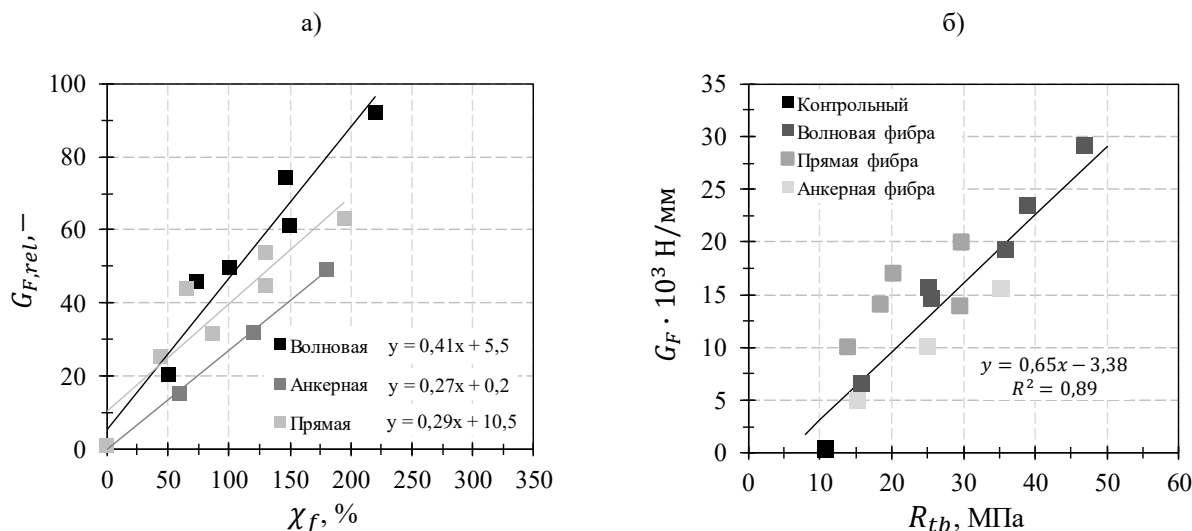 а)
100
80
60
40
20
0
G_{F,rel}, —
0 50 100 150 200 250 300 350
χ_f, %
Волновая y = 0,41x + 5,5
Анкерная y = 0,27x + 0,2
Прямая y = 0,29x + 10,5
б)
35
30
25
20
15
10
5
0
G_F · 10³ Н/мм
0 10 20 30 40 50 60
R_{tb}, МПа
Контрольный
Волновая фибра
Прямая фибра
Анкерная фибра
y = 0,65x − 3,38
R² = 0,89